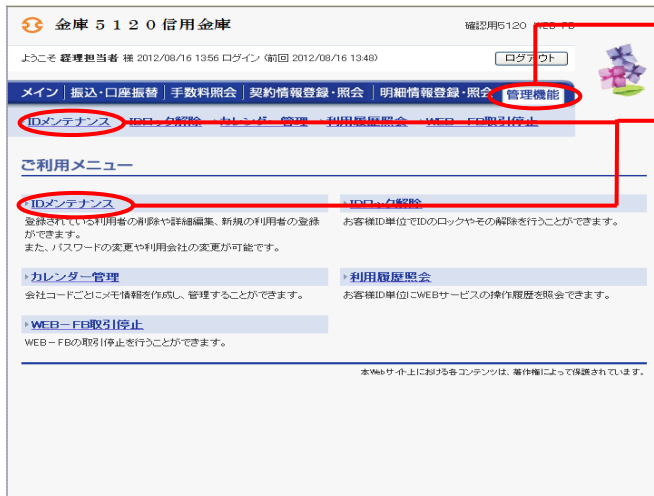 金庫５１２０信用金庫
確認用5120 WEB-FB
ようこそ 経理担当者 様 2012/08/16 1356 ログイン （前回 2012/08/16 1348）
ログアウト
メイン 振込・口座振替 手数料照会 契約情報登録・照会 明細情報登録・照会 管理機能
IDメンテナンス IDロック解除 カレンダー管理 利用履歴照会 WEB－FB取引停止
ご利用メニュー
IDメンテナンス
登録されている利用者の削除や詳細編集、新規の利用者の登録
ができます。
また、パスワードの変更や利用会社の変更が可能です。
IDロック解除
お客様ID単位でIDのロックやその解除を行うことができます。
カレンダー管理
会社コードごとにメモ情報を作成し、管理することができます。
利用履歴照会
お客様ID単位にWEBサービスの操作履歴を照会できます。
WEB－FB取引停止
WEB－FBの取引停止を行うことができます。
本Webサイト上における各コンテンツは、著作権によって保護されています。